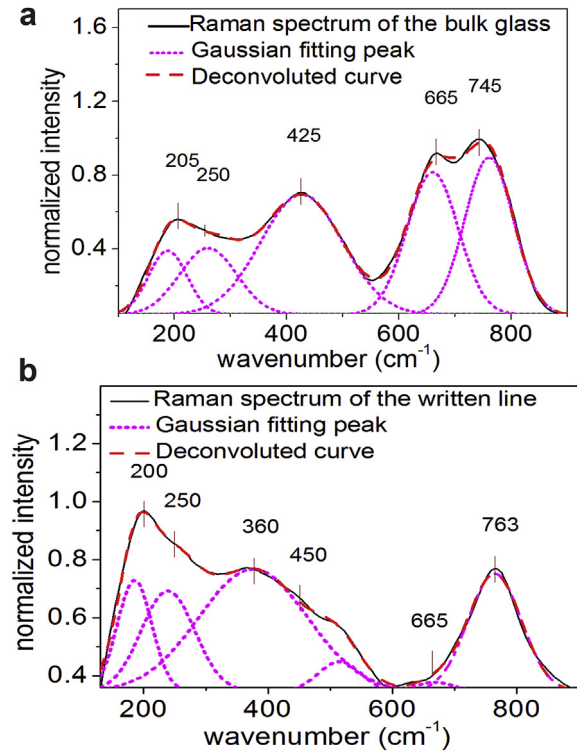 a
1.6
Raman spectrum of the bulk glass
Gaussian fitting peak
Deconvoluted curve
1.2
0.8
0.4
normalized intensity
205
250
425
665
745
200 400 600 800
wavenumber (cm-1)
b
Raman spectrum of the written line
Gaussian fitting peak
Deconvoluted curve
1.2
1.0
0.8
0.6
0.4
normalized intensity
200
250
360
450
665
763
200 400 600 800
wavenumber (cm-1)